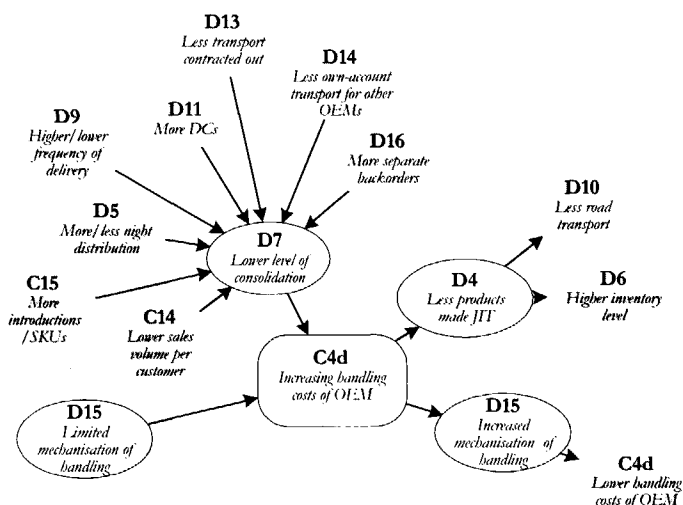 D13
Less transport
contracted out
D14
Less own-account
transport for other
OEMs
D11
More DCs
D9
Higher/ lower
frequency of
delivery
D16
More separate
backorders
D10
Less road
transport
D5
More/ less night
distribution
D7
Lower level of
consolidation
D4
Less products
made JIT
D6
Higher inventory
level
C15
More
introductions
/SKUs
C14
Lower sales
volume per
customer
C4d
Increasing handling
costs of OEM
D15
Limited
mechanisation of
handling
D15
Increased
mechanisation of
handling
C4d
Lower handling
costs of OEM